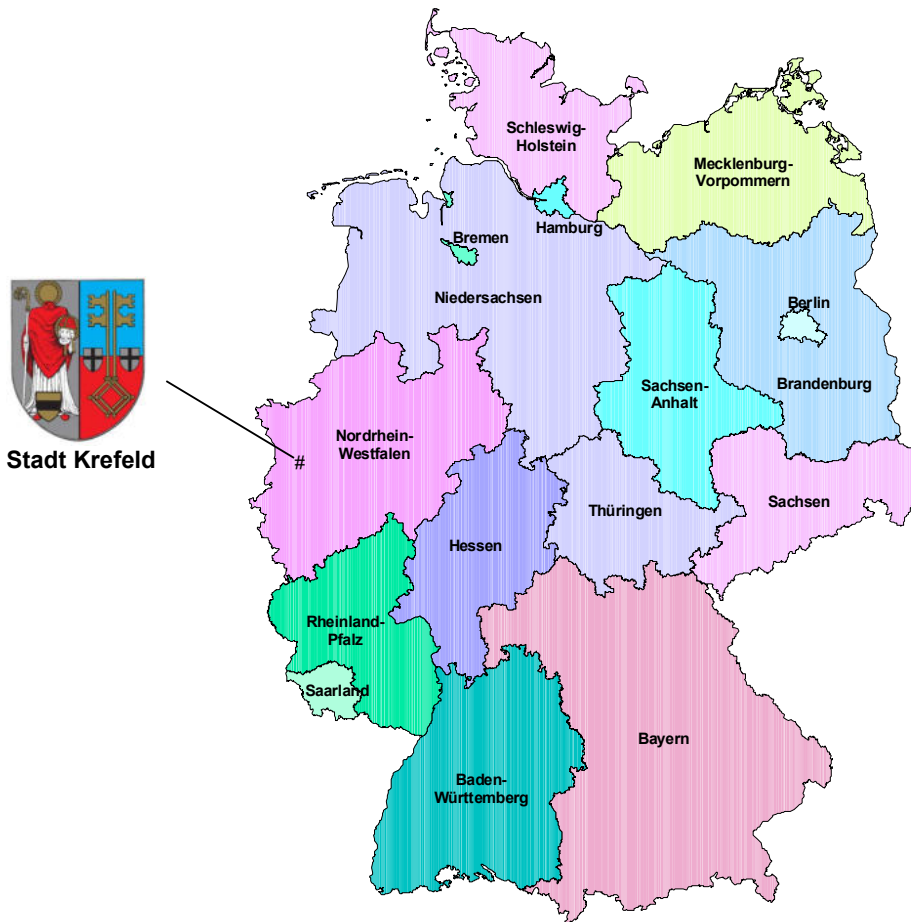 Schleswig-
Holstein
Mecklenburg-
Vorpommern
Hamburg
Bremen
Niedersachsen
Berlin
Brandenburg
Sachsen-
Anhalt
Stadt Krefeld
Nordrhein-
Westfalen
#
Sachsen
Thüringen
Hessen
Rheinland-
Pfalz
Saarland
Bayern
Baden-
Württemberg